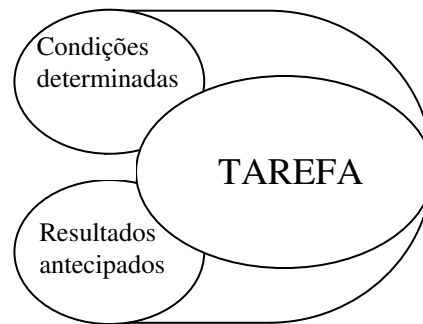 Condições
determinadas
TAREFA
Resultados
antecipados